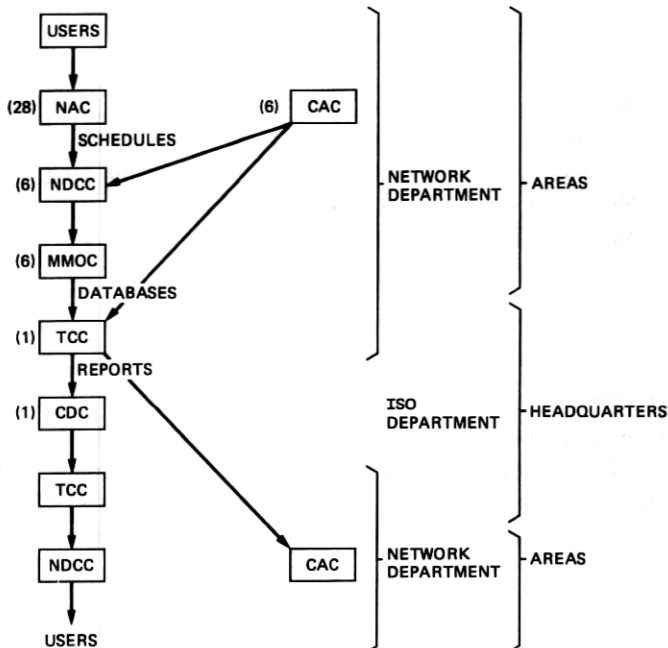 USERS
(28) NAC
(6) CAC
SCHEDULES
(6) NDCC
NETWORK
DEPARTMENT
AREAS
(6) MMOC
DATABASES
(1) TCC
REPORTS
(1) CDC
ISO
DEPARTMENT
HEADQUARTERS
TCC
NDCC
CAC
NETWORK
DEPARTMENT
AREAS
USERS